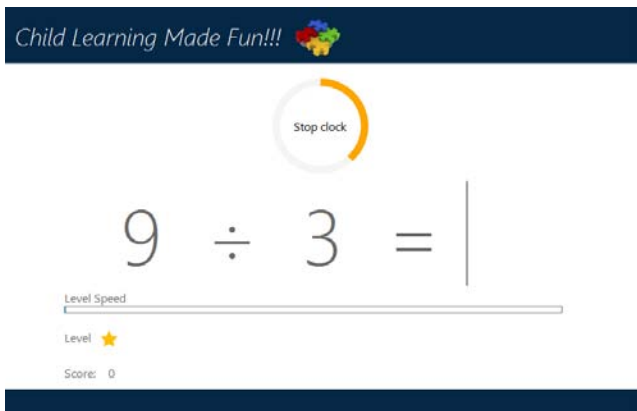 Child Learning Made Fun!!!
Stop clock
9 ÷ 3 =
Level Speed
Level
Score: 0